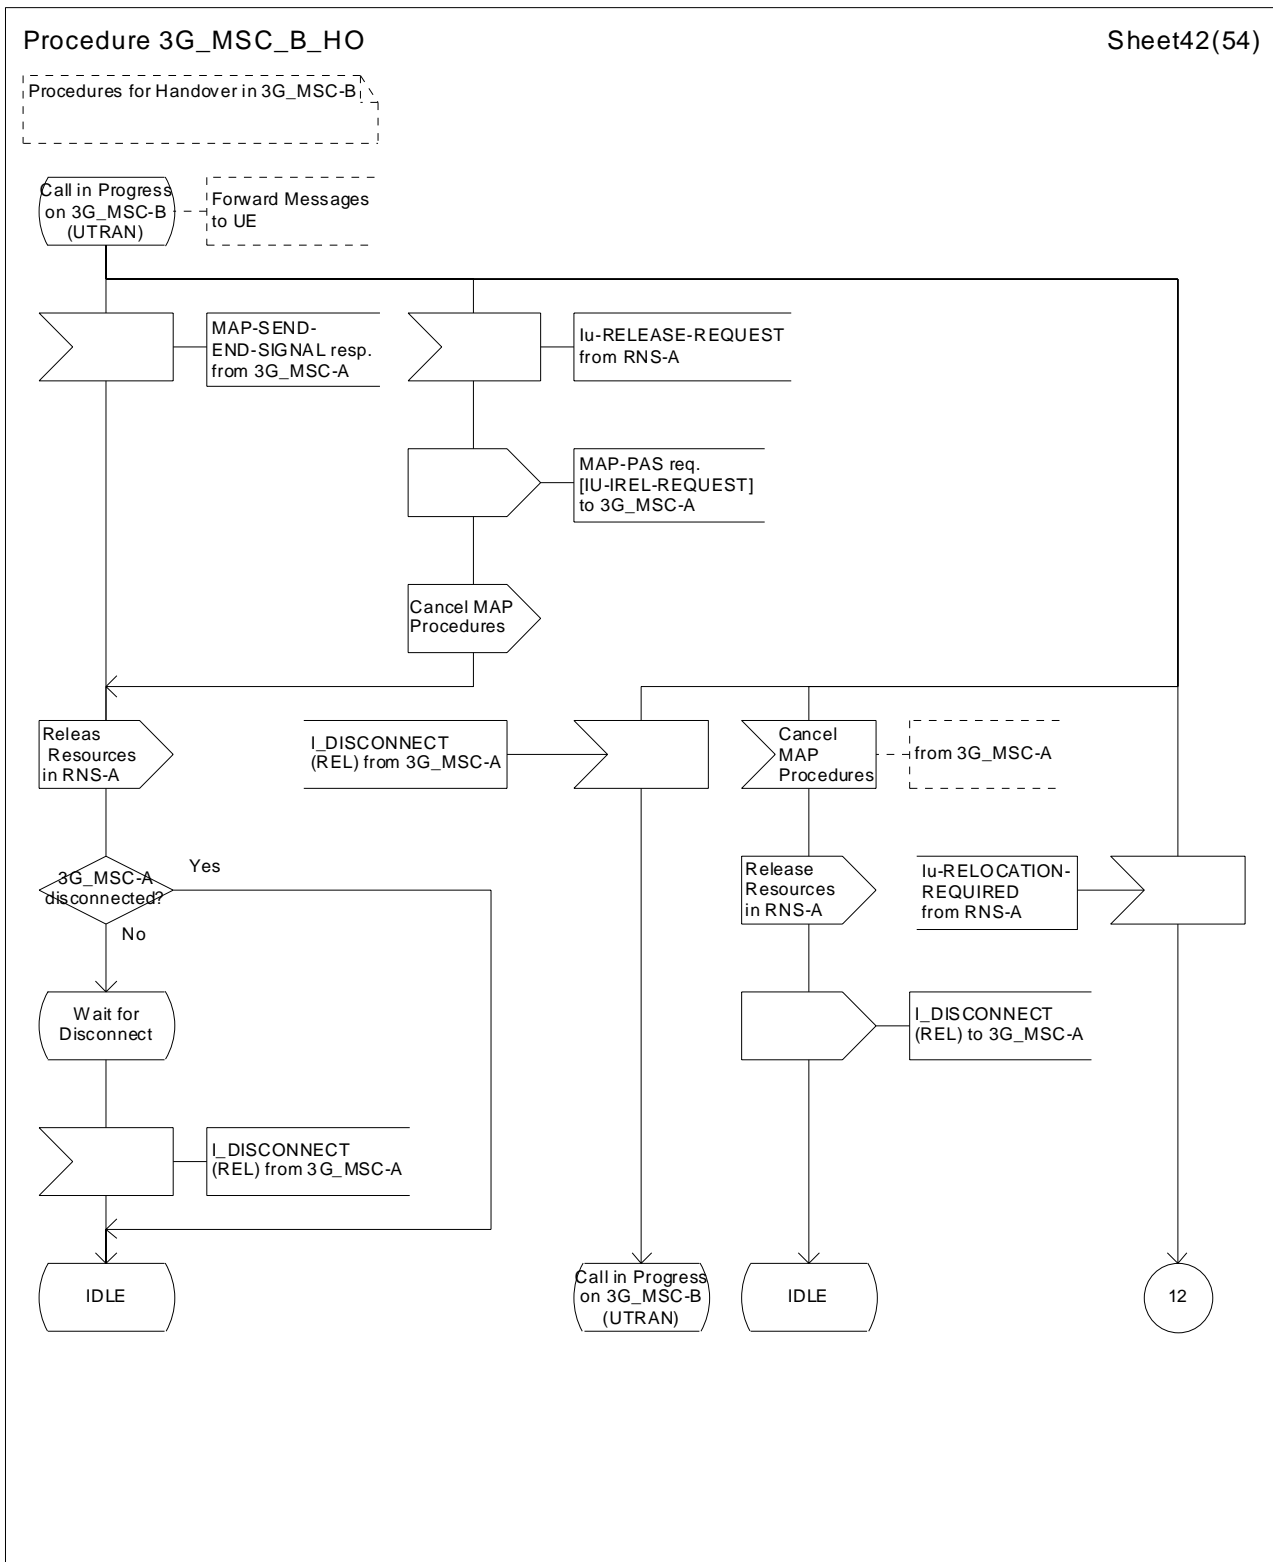 Procedure 3G_MSC_B_HO
Sheet42(54)
Procedures for Handover in 3G_MSC-B
Call in Progress
on 3G_MSC-B
(UTRAN)
Forward Messages
to UE
MAP-SEND-
END-SIGNAL resp.
from 3G_MSC-A
Iu-RELEASE-REQUEST
from RNS-A
MAP-PAS req.
[IU-IREL-REQUEST]
to 3G_MSC-A
Cancel MAP
Procedures
Releas
Resources
in RNS-A
I_DISCONNECT
(REL) from 3G_MSC-A
Cancel
MAP
Procedures
from 3G_MSC-A
3G_MSC-A
disconnected?
Yes
No
Release
Resources
in RNS-A
Iu-RELOCATION-
REQUIRED
from RNS-A
Wait for
Disconnect
I_DISCONNECT
(REL) to 3G_MSC-A
I_DISCONNECT
(REL) from 3G_MSC-A
IDLE
Call in Progress
on 3G_MSC-B
(UTRAN)
IDLE
12